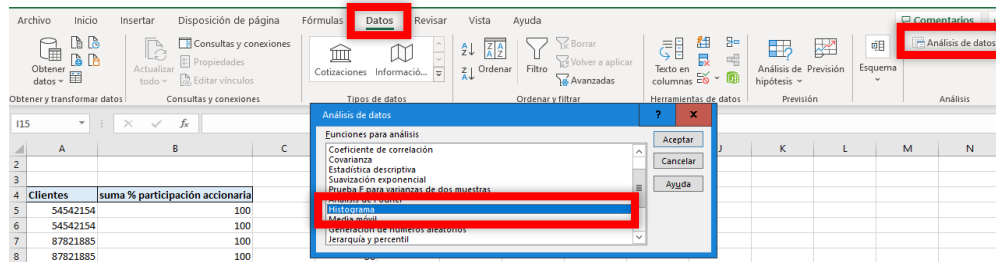 Archivo Inicio Insertar Disposición de página Fórmulas Datos Revisar Vista Ayuda Comentarios
Consultas y conexiones Borrar Análisis de datos
Obtener datos Actualizar todo Propiedades Cotizaciones Informació... Ordenar Filtro Volver a aplicar Texto en columnas Análisis de hipótesis Previsión Esquema
Editar vínculos Avanzadas
Obtener y transformar datos Consultas y conexiones Tipos de datos Ordenar y filtrar Herramientas de datos Previsión Análisis
Análisis de datos ? x
I15 fx
Funciones para análisis Aceptar
A B C J K L M N
Coeficiente de correlación
Covarianza Cancelar
Estadística descriptiva
Suavización exponencial
Prueba F para varianzas de dos muestras Ayuda
Análisis de Fourier
Histograma
Media móvil
Generación de números aleatorios
Jerarquía y percentil
2
3
4 Clientes suma % participación accionaria
5 54542154 100
6 54542154 100
7 87821885 100
8 87821885 100